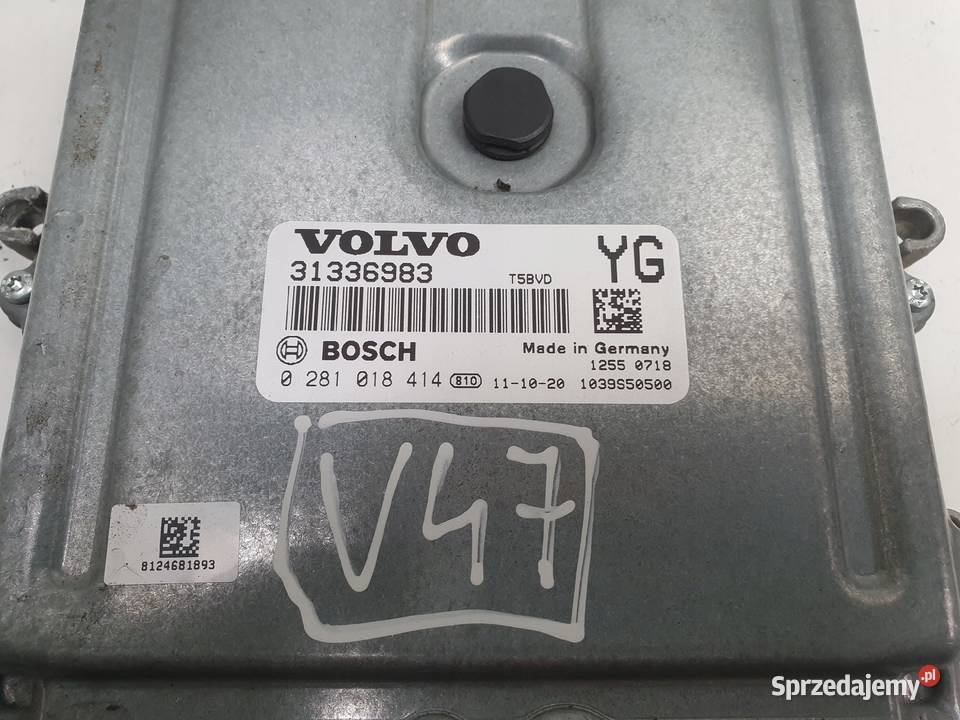 VOLVO
YG
31336983
T5BVD
BOSCH
Made in Germany
1255 0718
0 281 018 414 810 11-10-20 1039S50500
V47
8124681893
Sprzedajemy.pl